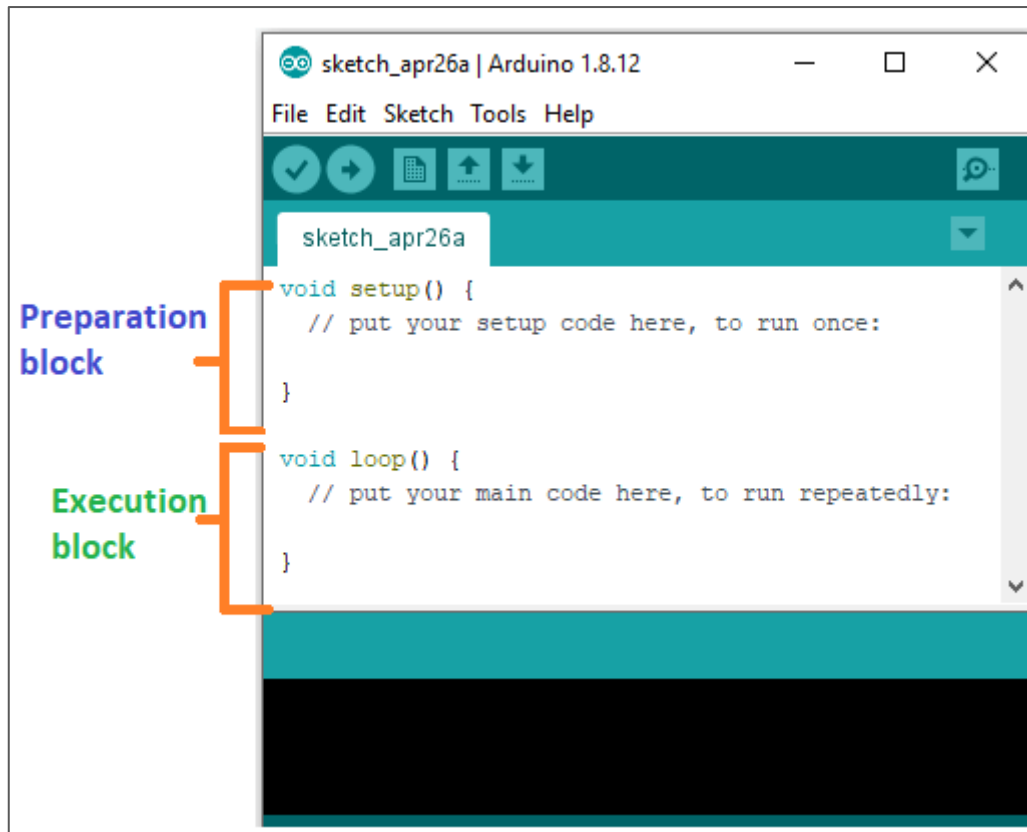 sketch_apr26a | Arduino 1.8.12
File Edit Sketch Tools Help
sketch_apr26a
Preparation
block
void setup() {
  // put your setup code here, to run once:
}
Execution
block
void loop() {
  // put your main code here, to run repeatedly:
}